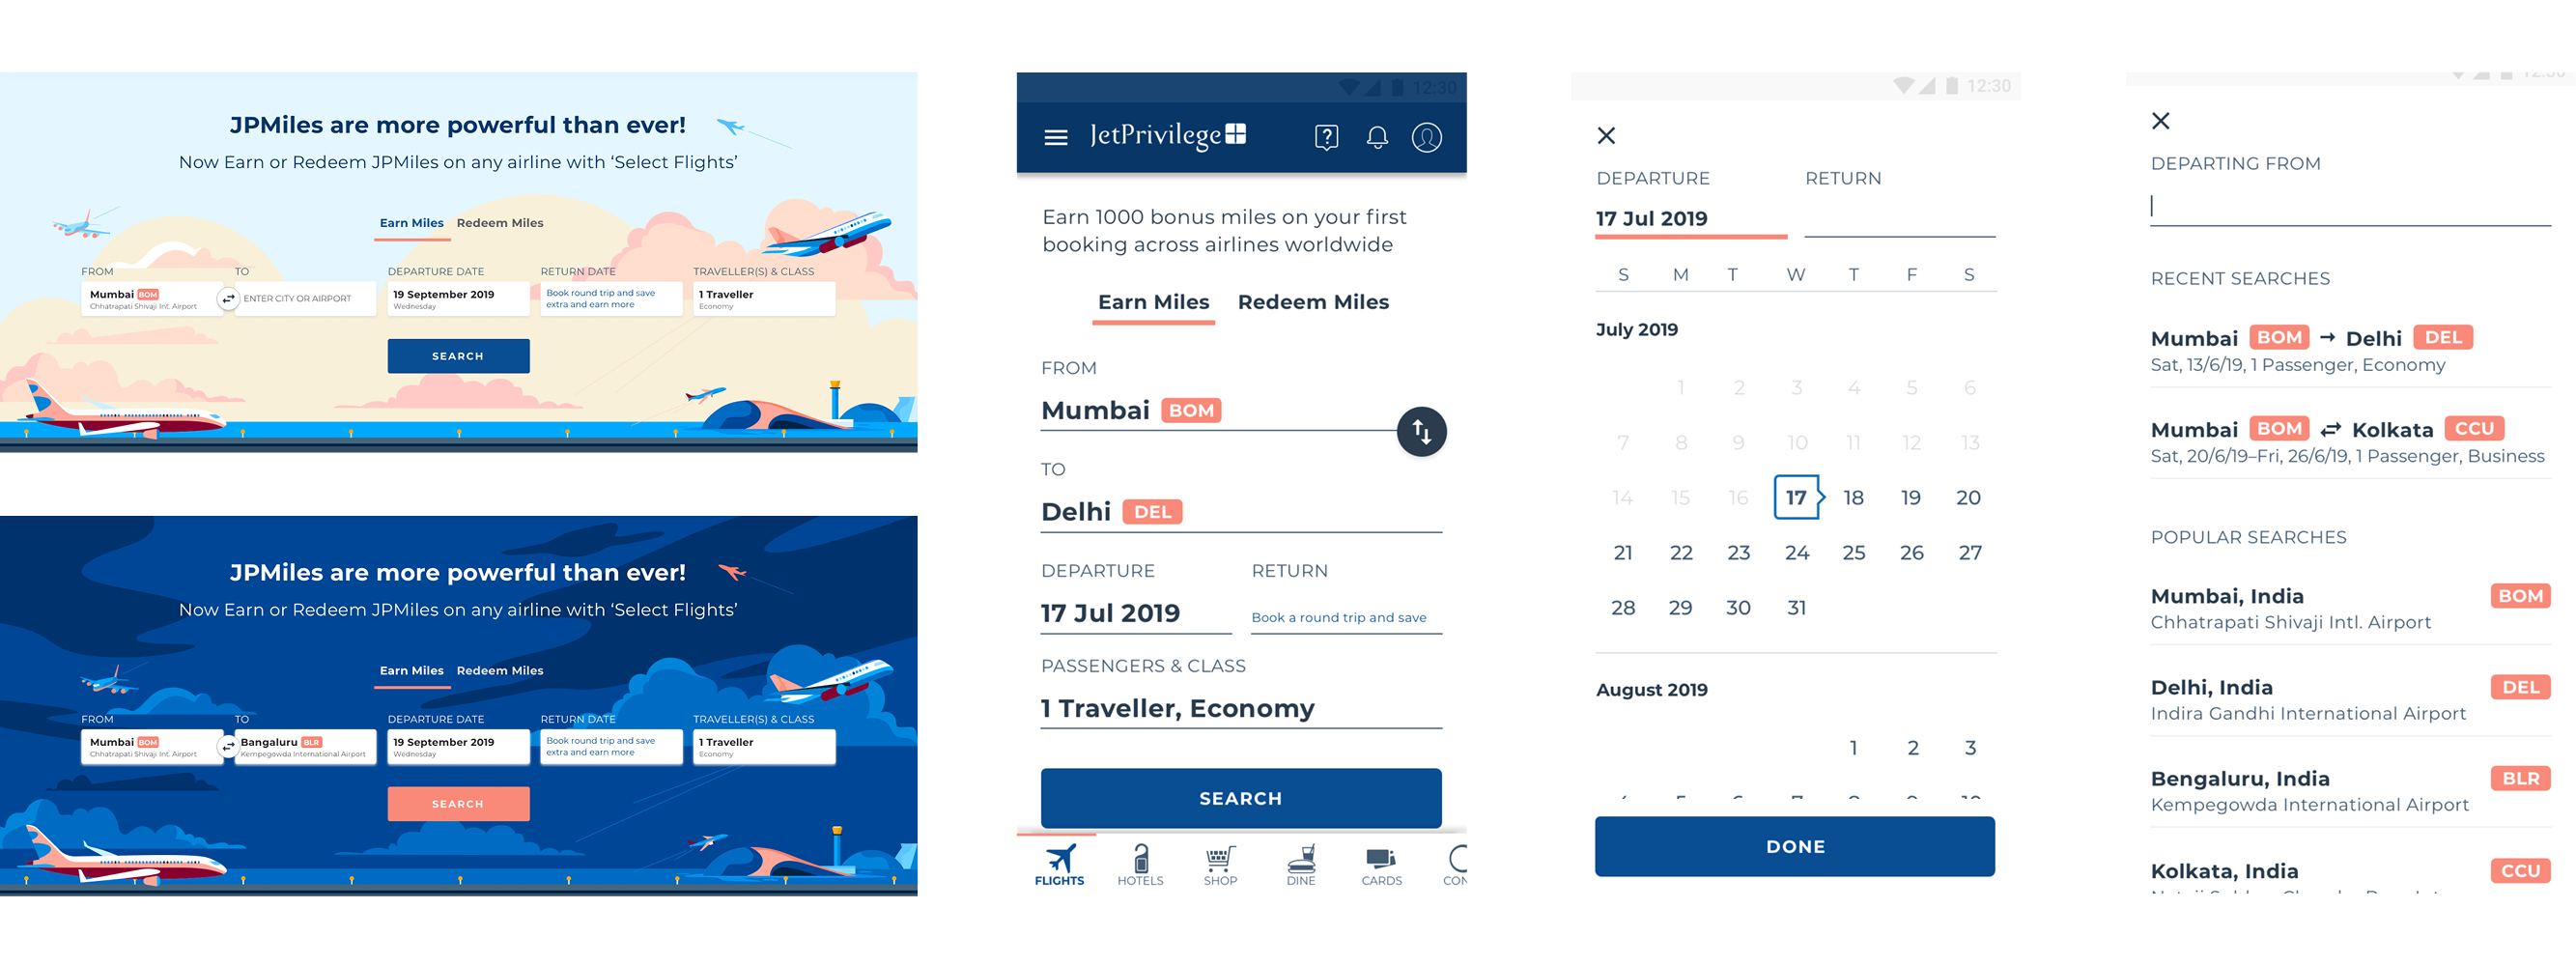 JPMiles are more powerful than ever!
Now Earn or Redeem JPMiles on any airline with ‘Select Flights’
Earn Miles Redeem Miles
FROM TO DEPARTURE DATE RETURN DATE TRAVELLER(S) & CLASS
Mumbai BOM ENTER CITY OR AIRPORT 19 September 2019 Book round trip and save 1 Traveller
Chhatrapati Shivaji Int. Airport Wednesday extra and earn more Economy
SEARCH
JPMiles are more powerful than ever!
Now Earn or Redeem JPMiles on any airline with ‘Select Flights’
Earn Miles Redeem Miles
FROM TO DEPARTURE DATE RETURN DATE TRAVELLER(S) & CLASS
Mumbai BOM Bengaluru BLR 19 September 2019 Book round trip and save 1 Traveller
Chhatrapati Shivaji Int. Airport Kempegowda International Airport Wednesday extra and earn more Economy
SEARCH
12:30
JetPrivilege
Earn 1000 bonus miles on your first
booking across airlines worldwide
Earn Miles Redeem Miles
FROM
Mumbai BOM
TO
Delhi DEL
DEPARTURE RETURN
17 Jul 2019 Book a round trip and save
PASSENGERS & CLASS
1 Traveller, Economy
SEARCH
FLIGHTS HOTELS SHOP DINE CARDS CON
12:30
DEPARTURE RETURN
17 Jul 2019
S M T W T F S
July 2019
1 2 3 4 5 6
7 8 9 10 11 12 13
14 15 16 17 18 19 20
21 22 23 24 25 26 27
28 29 30 31
August 2019
1 2 3
DONE
DEPARTING FROM
RECENT SEARCHES
Mumbai BOM → Delhi DEL
Sat, 13/6/19, 1 Passenger, Economy
Mumbai BOM ⇄ Kolkata CCU
Sat, 20/6/19–Fri, 26/6/19, 1 Passenger, Business
POPULAR SEARCHES
Mumbai, India BOM
Chhatrapati Shivaji Intl. Airport
Delhi, India DEL
Indira Gandhi International Airport
Bengaluru, India BLR
Kempegowda International Airport
Kolkata, India CCU